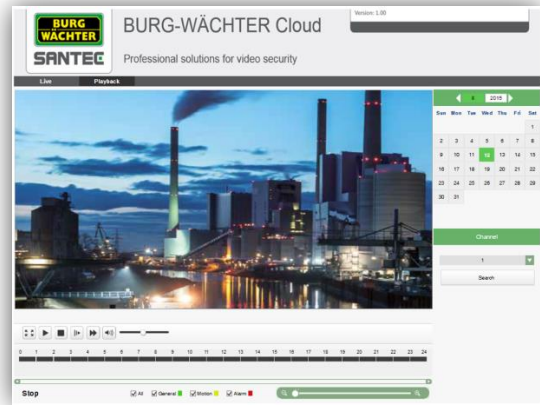 BURG
WÄCHTER
SANTEC
BURG-WÄCHTER Cloud
Professional solutions for video security
Version: 1.00
Live Playback
2015
Sun Mon Tue Wed Thu Fri Sat
1
2 3 4 5 6 7 8
9 10 11 12 13 14 15
16 17 18 19 20 21 22
23 24 25 26 27 28 29
30 31
Channel
1
Search
0 1 2 3 4 5 6 7 8 9 10 11 12 13 14 15 16 17 18 19 20 21 22 23 24
Stop
All General Motion Alarm